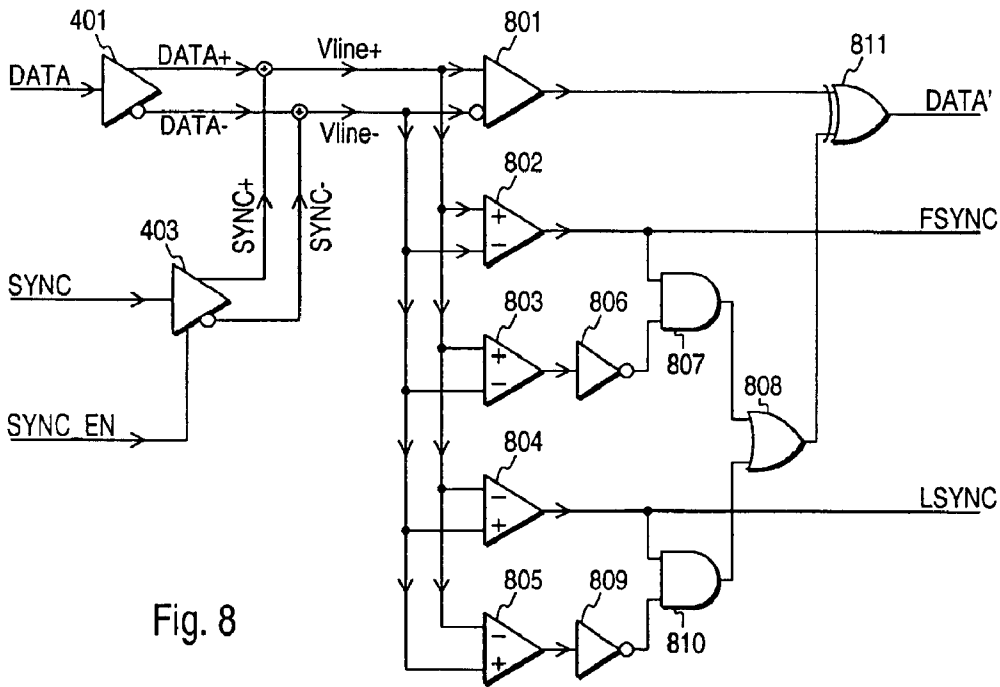 401
DATA
DATA+
DATA-
Vline+
Vline-
801
811
DATA'
SYNC+
SYNC-
802
FSYNC
403
SYNC
803
806
807
SYNC_EN
808
804
LSYNC
805
809
810
Fig. 8